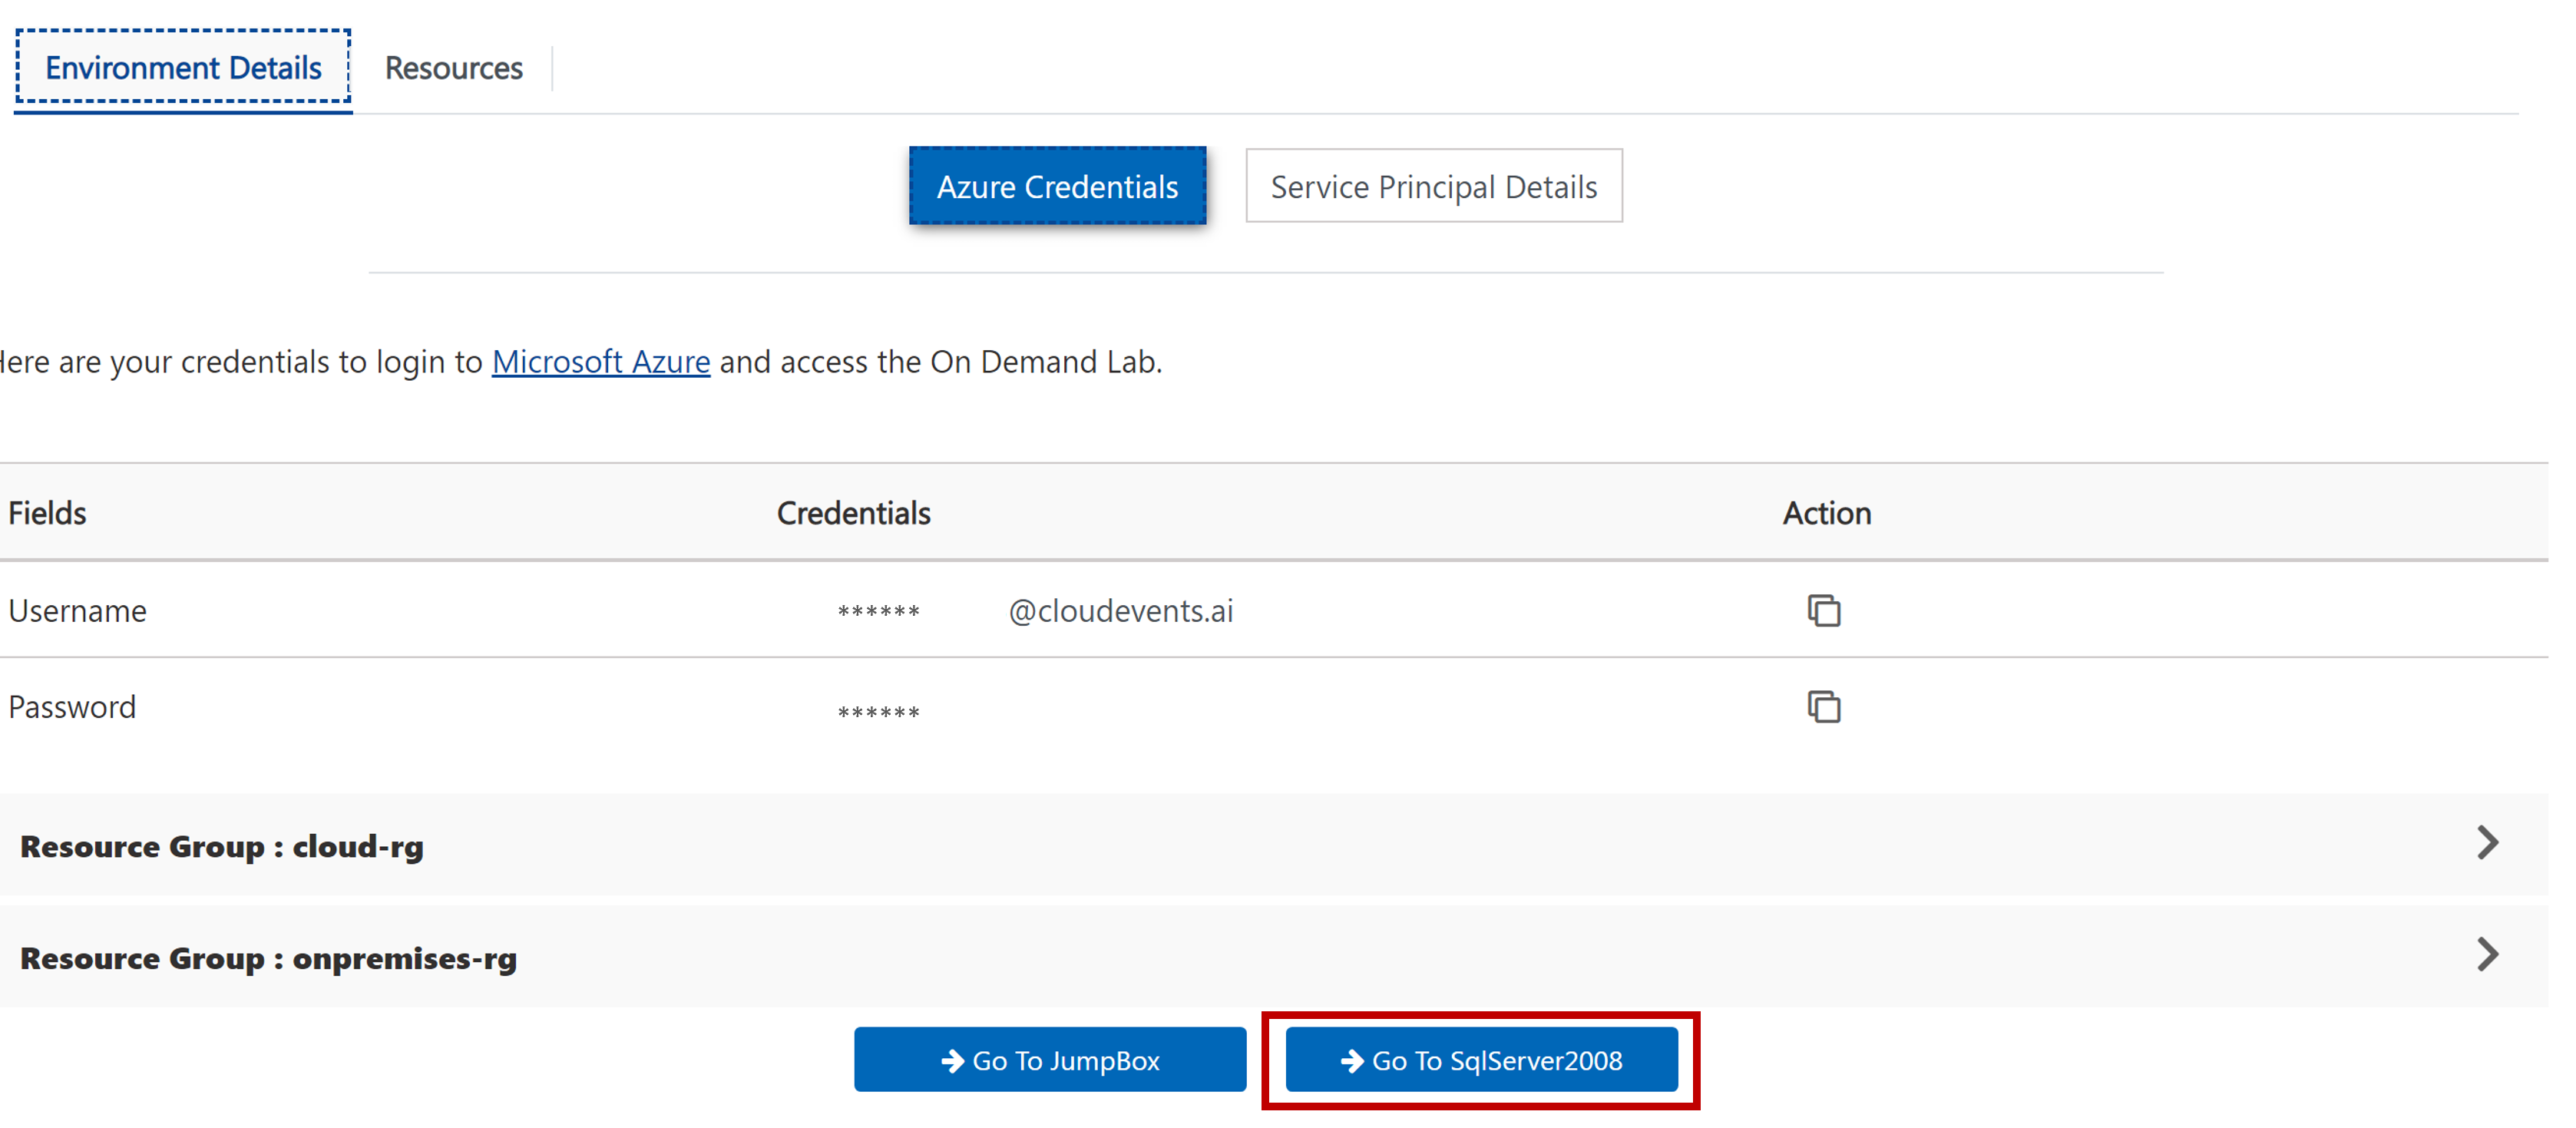 Environment Details Resources
Azure Credentials Service Principal Details
Here are your credentials to login to Microsoft Azure and access the On Demand Lab.
Fields Credentials Action
Username ****** @cloudevents.ai
Password ******
Resource Group : cloud-rg
Resource Group : onpremises-rg
Go To JumpBox Go To SqlServer2008